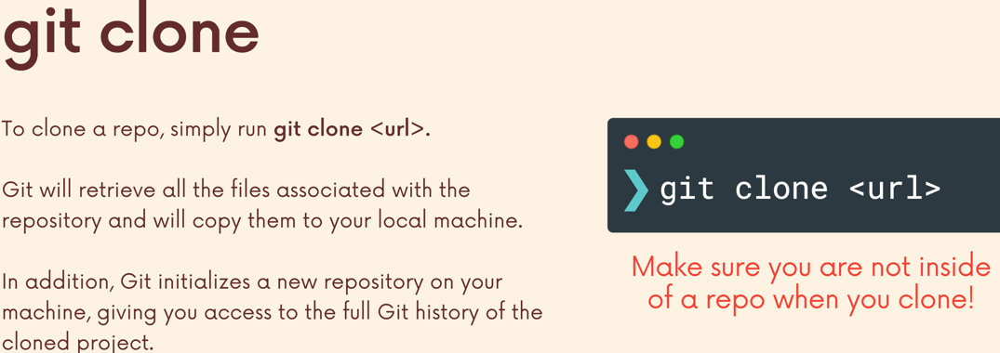 git clone
To clone a repo, simply run git clone <url>.
Git will retrieve all the files associated with the
repository and will copy them to your local machine.
In addition, Git initializes a new repository on your
machine, giving you access to the full Git history of the
cloned project.
❯ git clone <url>
Make sure you are not inside
of a repo when you clone!